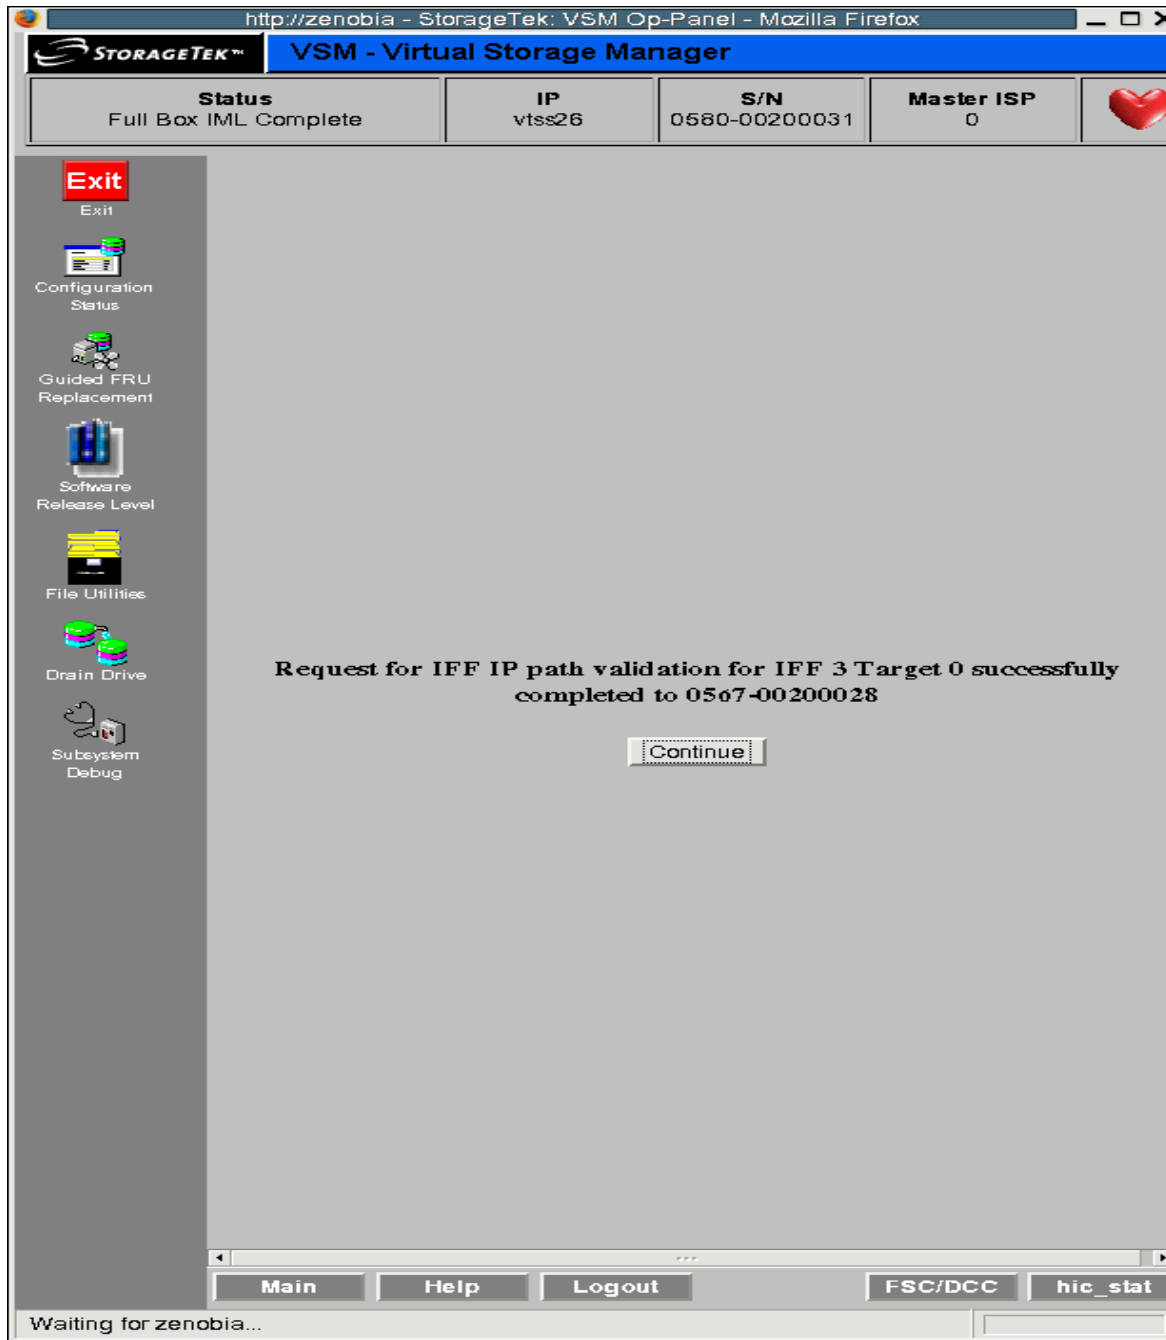 http://zenobia - StorageTek: VSM Op-Panel - Mozilla Firefox
STORAGETEK™
VSM - Virtual Storage Manager
Status
Full Box IML Complete
IP
vtss26
S/N
0580-00200031
Master ISP
0
Exit
Exit
Configuration
Status
Guided FRU
Replacement
Software
Release Level
File Utilities
Drain Drive
Subsystem
Debug
Request for IFF IP path validation for IFF 3 Target 0 successfully
completed to 0567-00200028
Continue
Main
Help
Logout
FSC/DCC
hic_stat
Waiting for zenobia...